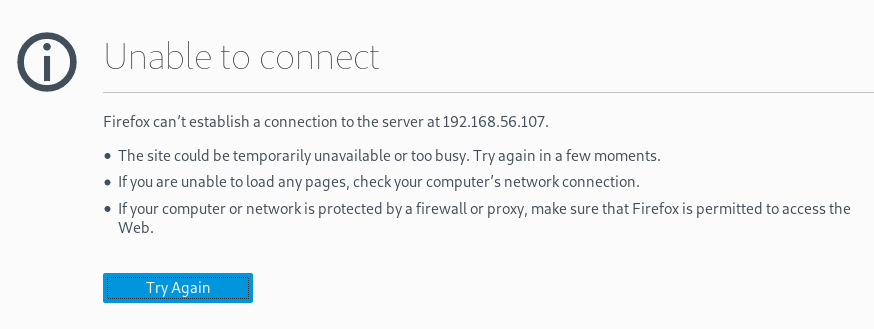 Unable to connect
Firefox can’t establish a connection to the server at 192.168.56.107.
• The site could be temporarily unavailable or too busy. Try again in a few moments.
• If you are unable to load any pages, check your computer’s network connection.
• If your computer or network is protected by a firewall or proxy, make sure that Firefox is permitted to access the
Web.
Try Again